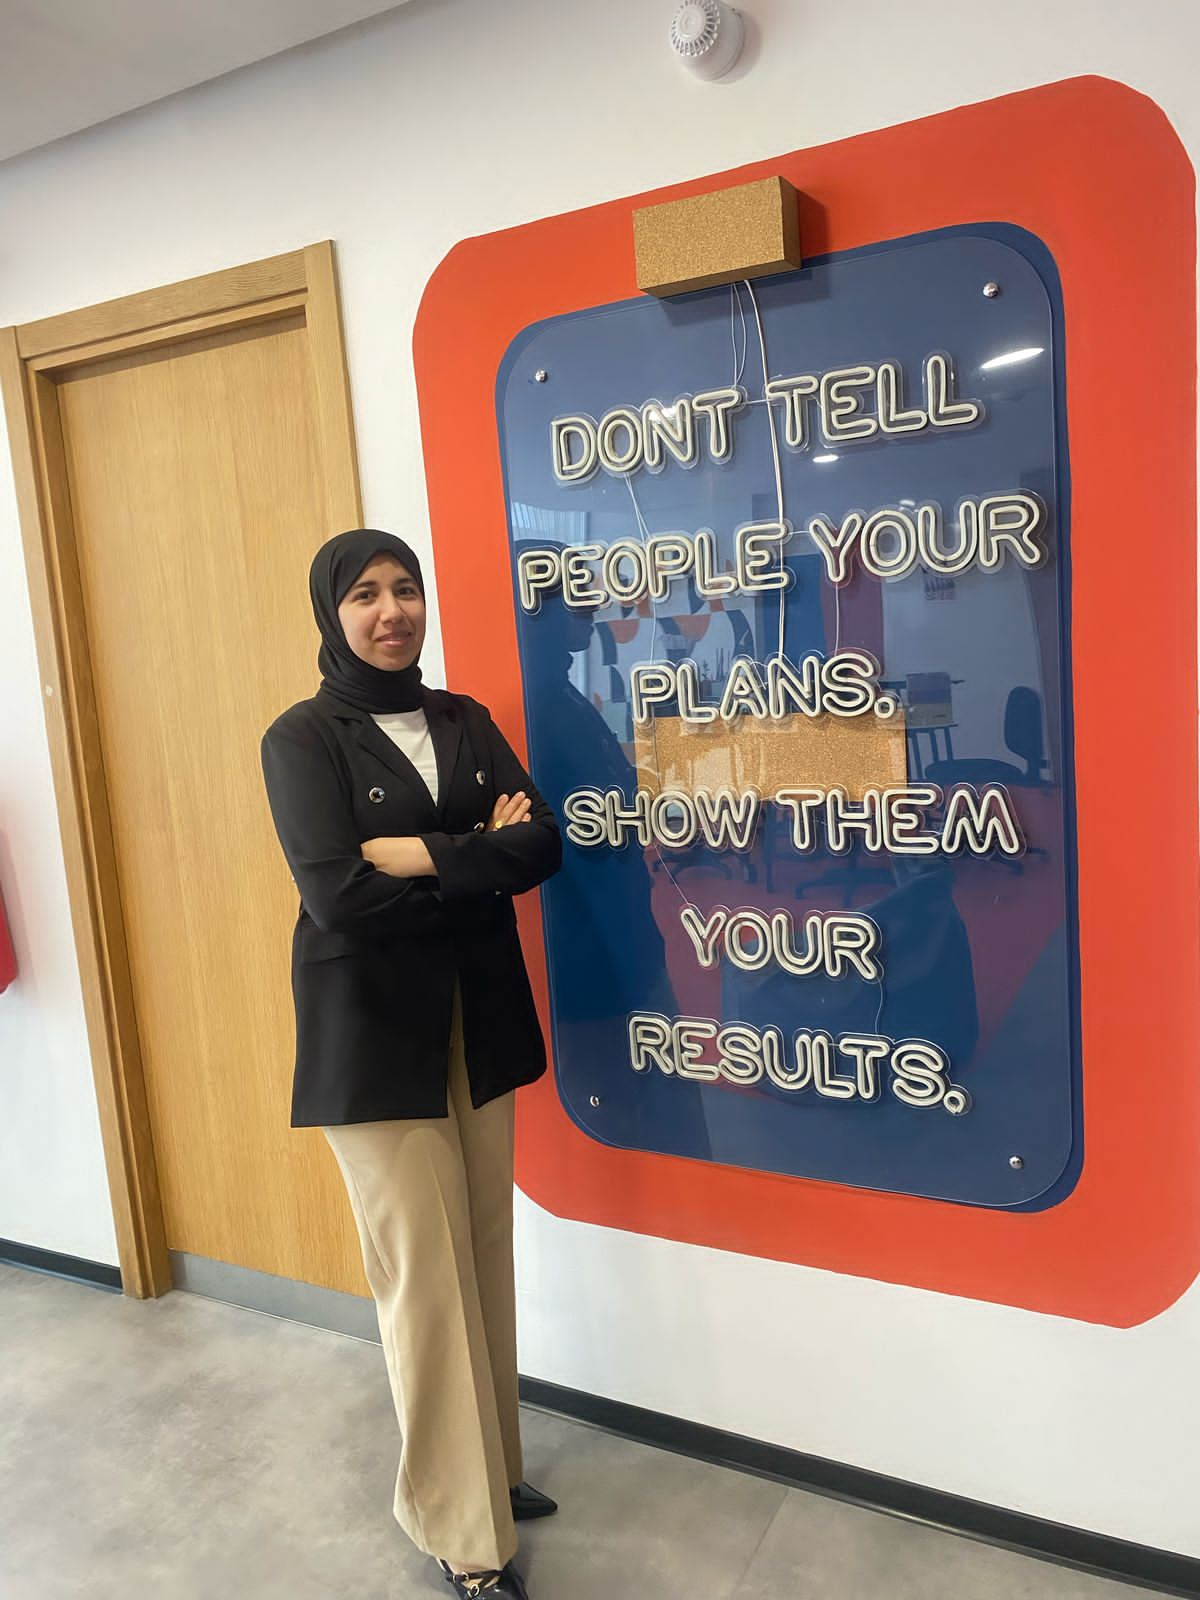 DONT TELL
PEOPLE YOUR
PLANS.
SHOW THEM
YOUR
RESULTS.